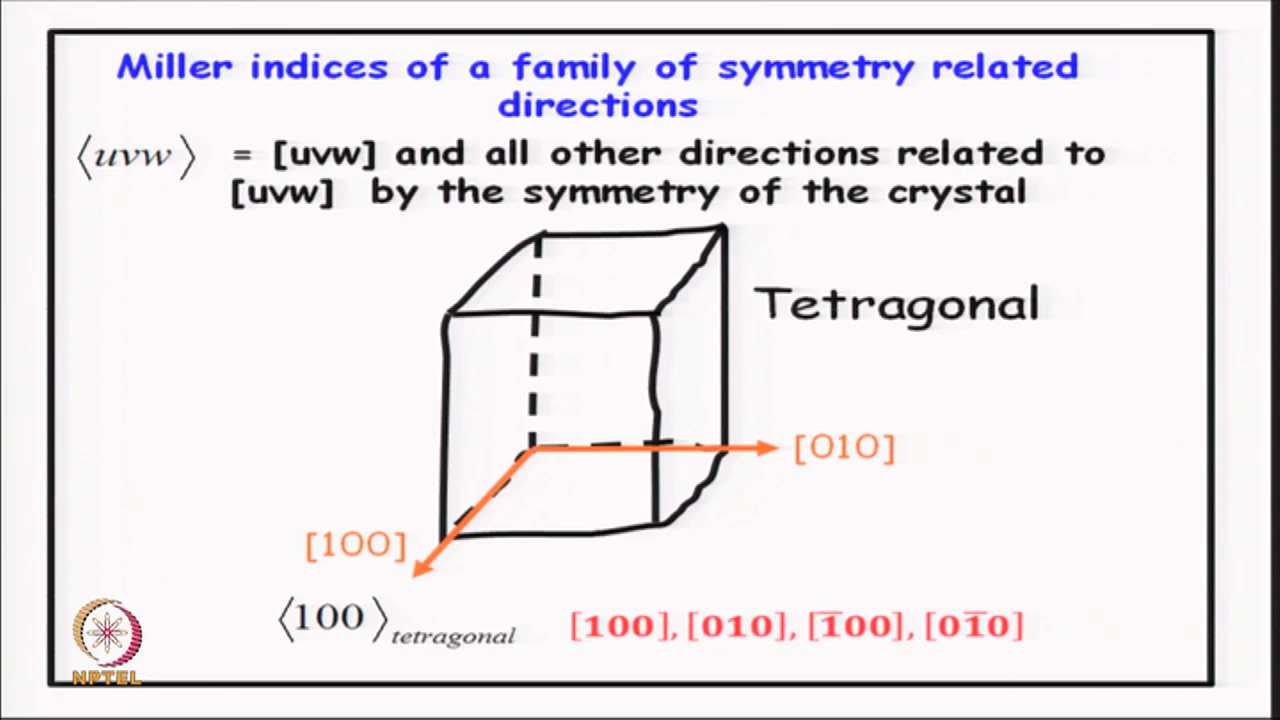 Miller indices of a family of symmetry related
directions
⟨uvw⟩ = [uvw] and all other directions related to
[uvw] by the symmetry of the crystal
Tetragonal
[010]
[100]
⟨100⟩tetragonal [100], [010], [1̅00], [01̅0]
NPTEL